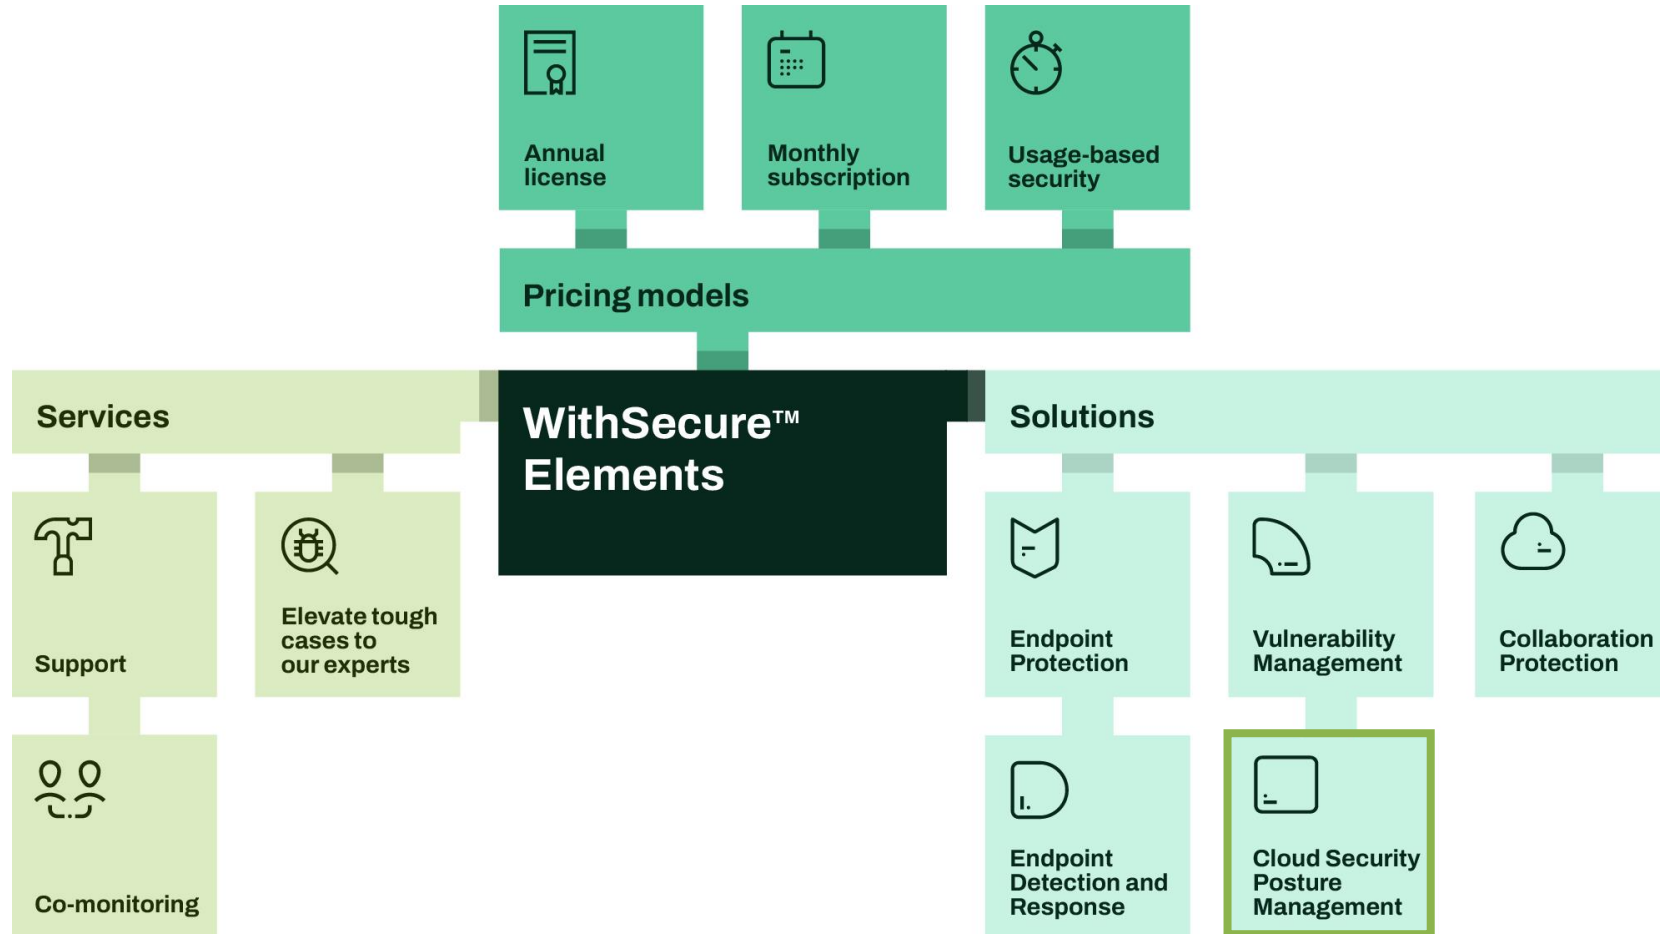 Annual
license
Monthly
subscription
Usage-based
security
Pricing models
Services
WithSecure™
Elements
Solutions
Support
Elevate tough
cases to
our experts
Endpoint
Protection
Vulnerability
Management
Collaboration
Protection
Co-monitoring
Endpoint
Detection and
Response
Cloud Security
Posture
Management